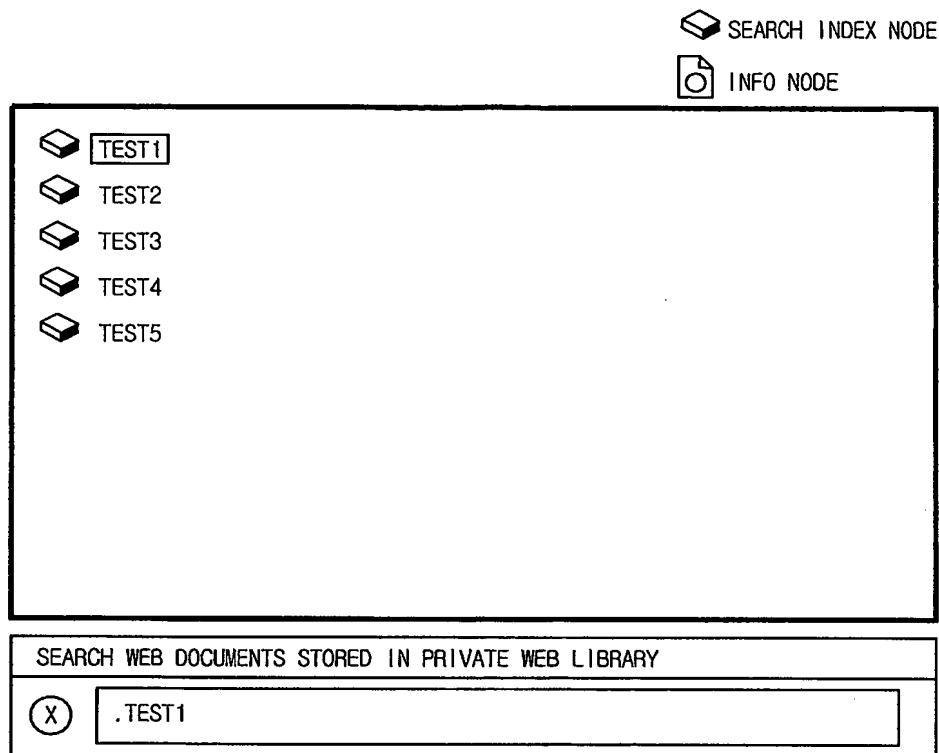 SEARCH INDEX NODE
INFO NODE
TEST1
TEST2
TEST3
TEST4
TEST5
SEARCH WEB DOCUMENTS STORED IN PRIVATE WEB LIBRARY
X .TEST1